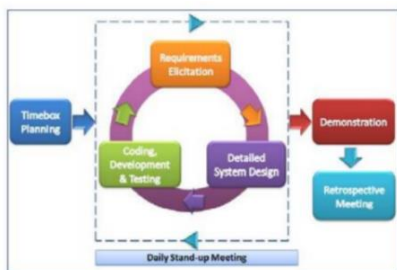 Requirements
Elicitation
Timebox
Planning
Demonstration
Coding,
Development
& Testing
Detailed
System Design
Retrospective
Meeting
Daily Stand-up Meeting